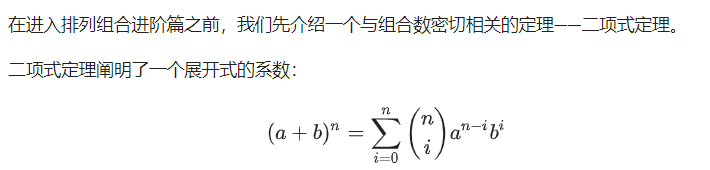 在进入排列组合进阶篇之前，我们先介绍一个与组合数密切相关的定理——二项式定理。
二项式定理阐明了一个展开式的系数：
$(a+b)^n = \sum_{i=0}^{n} \binom{n}{i} a^{n-i} b^i$